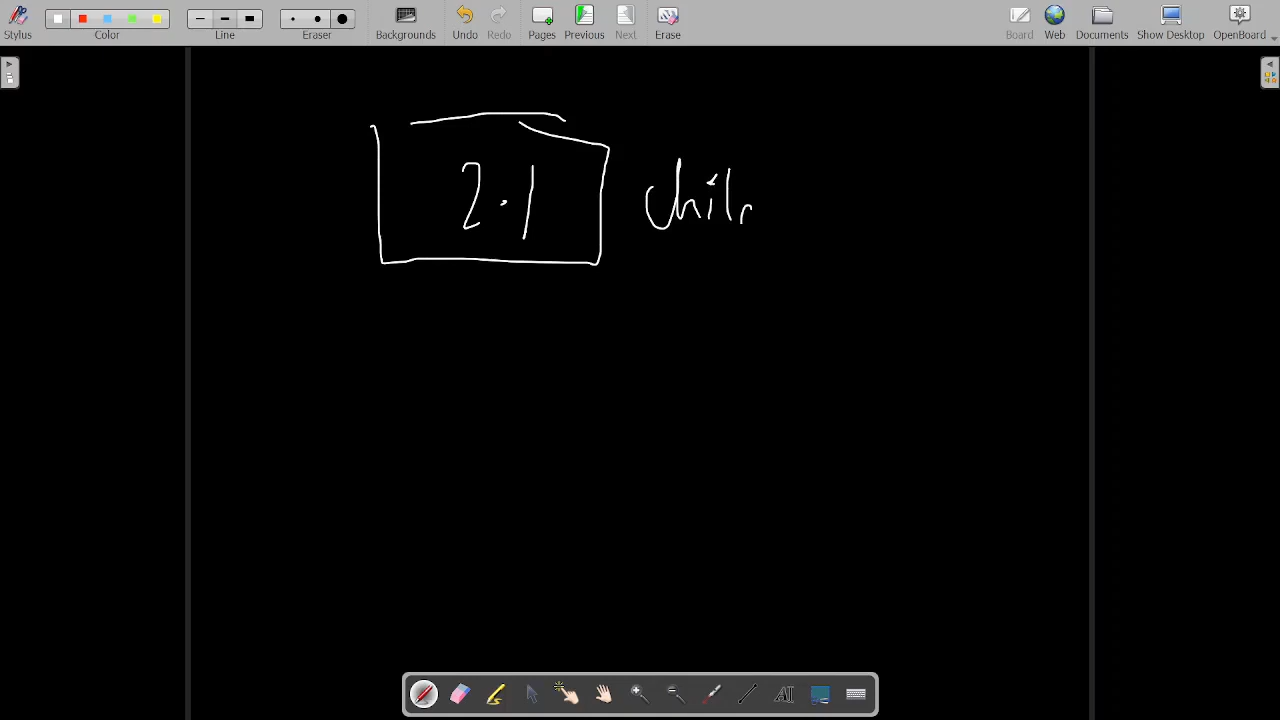 Stylus
Color
Line
Eraser
Backgrounds
Undo
Redo
Pages
Previous
Next
Erase
Board
Web
Documents
Show Desktop
OpenBoard
2.1